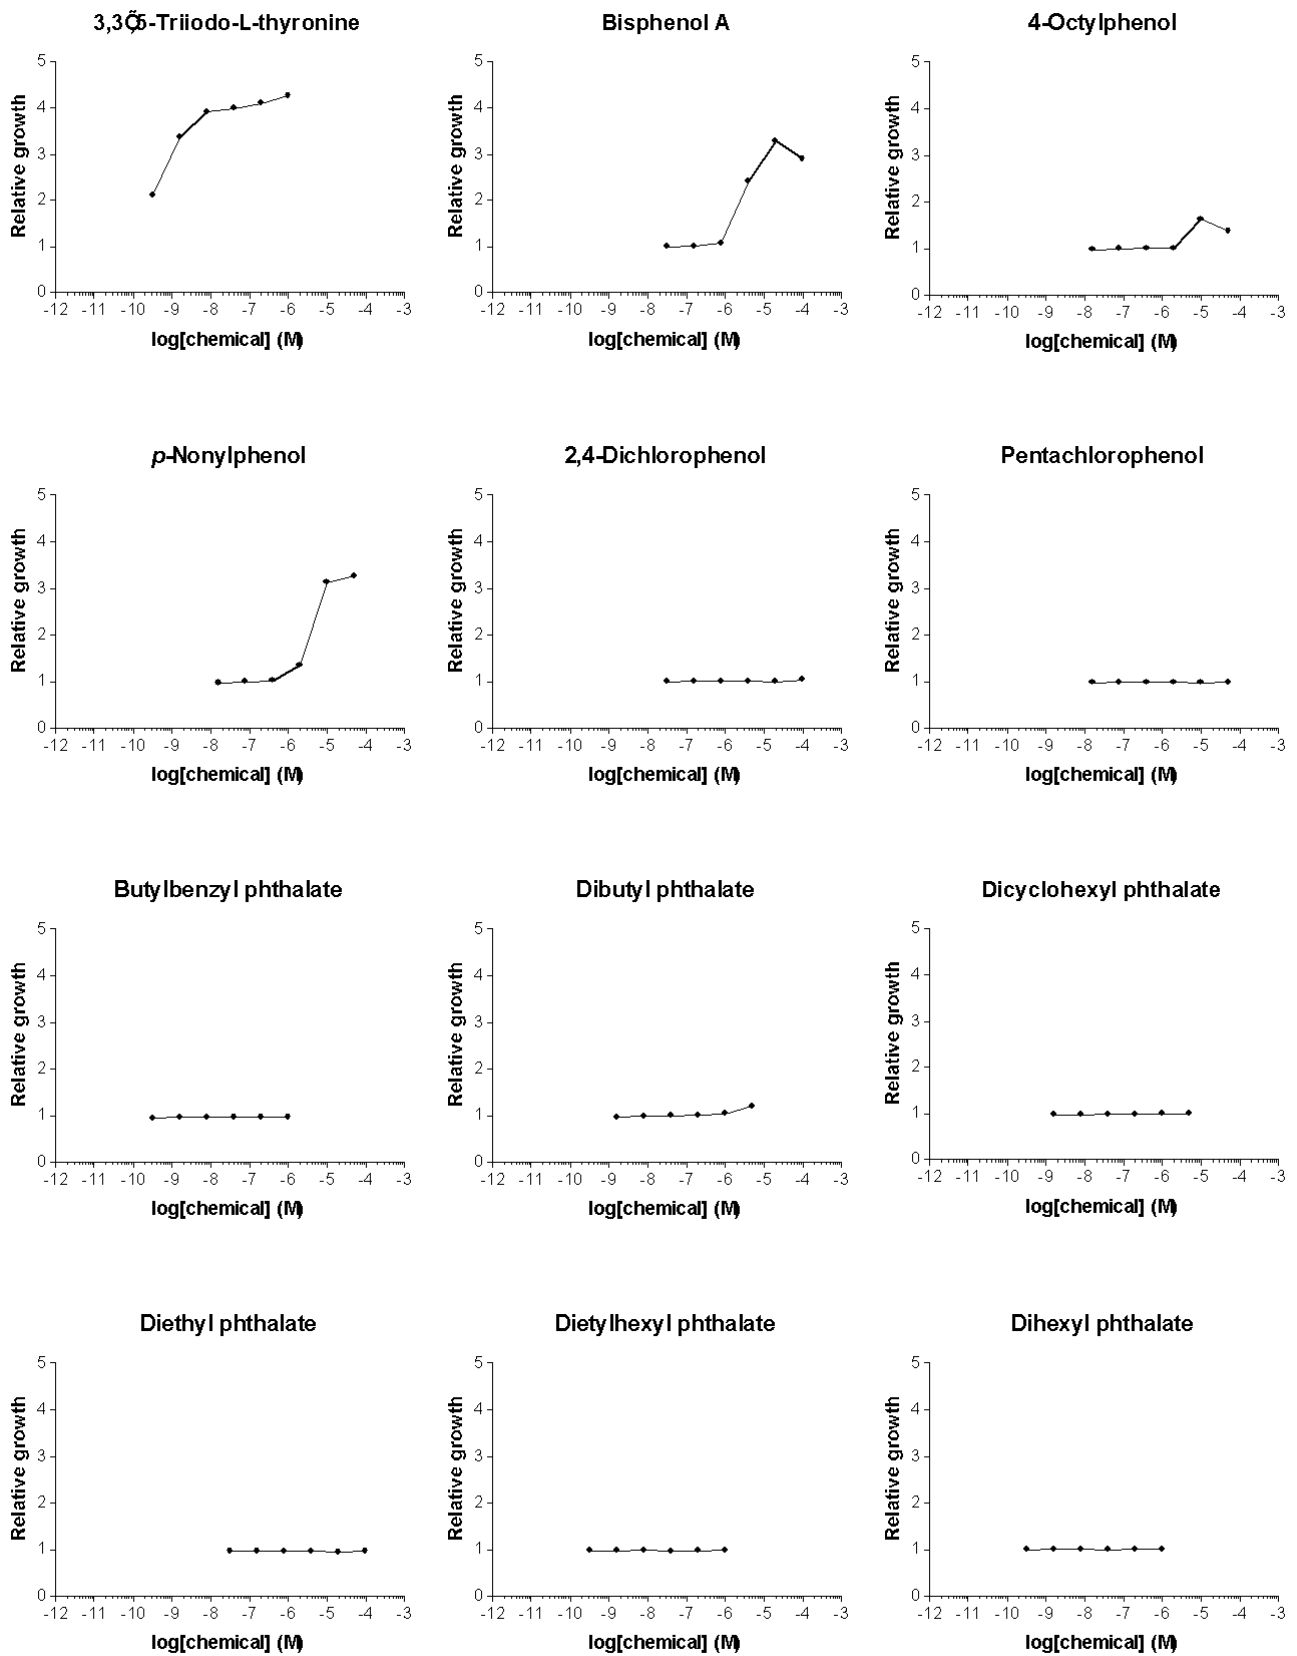 3,3Õ,5-Triiodo-L-thyronine
Relative growth
5
4
3
2
1
0
-12 -11 -10 -9 -8 -7 -6 -5 -4 -3
log[chemical] (M)
Bisphenol A
Relative growth
5
4
3
2
1
0
-12 -11 -10 -9 -8 -7 -6 -5 -4 -3
log[chemical] (M)
4-Octylphenol
Relative growth
5
4
3
2
1
0
-12 -11 -10 -9 -8 -7 -6 -5 -4 -3
log[chemical] (M)
p-Nonylphenol
Relative growth
5
4
3
2
1
0
-12 -11 -10 -9 -8 -7 -6 -5 -4 -3
log[chemical] (M)
2,4-Dichlorophenol
Relative growth
5
4
3
2
1
0
-12 -11 -10 -9 -8 -7 -6 -5 -4 -3
log[chemical] (M)
Pentachlorophenol
Relative growth
5
4
3
2
1
0
-12 -11 -10 -9 -8 -7 -6 -5 -4 -3
log[chemical] (M)
Butylbenzyl phthalate
Relative growth
5
4
3
2
1
0
-12 -11 -10 -9 -8 -7 -6 -5 -4 -3
log[chemical] (M)
Dibutyl phthalate
Relative growth
5
4
3
2
1
0
-12 -11 -10 -9 -8 -7 -6 -5 -4 -3
log[chemical] (M)
Dicyclohexyl phthalate
Relative growth
5
4
3
2
1
0
-12 -11 -10 -9 -8 -7 -6 -5 -4 -3
log[chemical] (M)
Diethyl phthalate
Relative growth
5
4
3
2
1
0
-12 -11 -10 -9 -8 -7 -6 -5 -4 -3
log[chemical] (M)
Dietylhexyl phthalate
Relative growth
5
4
3
2
1
0
-12 -11 -10 -9 -8 -7 -6 -5 -4 -3
log[chemical] (M)
Dihexyl phthalate
Relative growth
5
4
3
2
1
0
-12 -11 -10 -9 -8 -7 -6 -5 -4 -3
log[chemical] (M)